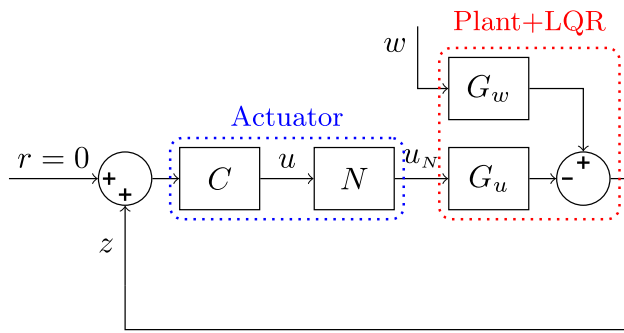 Plant+LQR
w
G_w
Actuator
r = 0
+
+
C
u
N
u_N
G_u
-
+
z